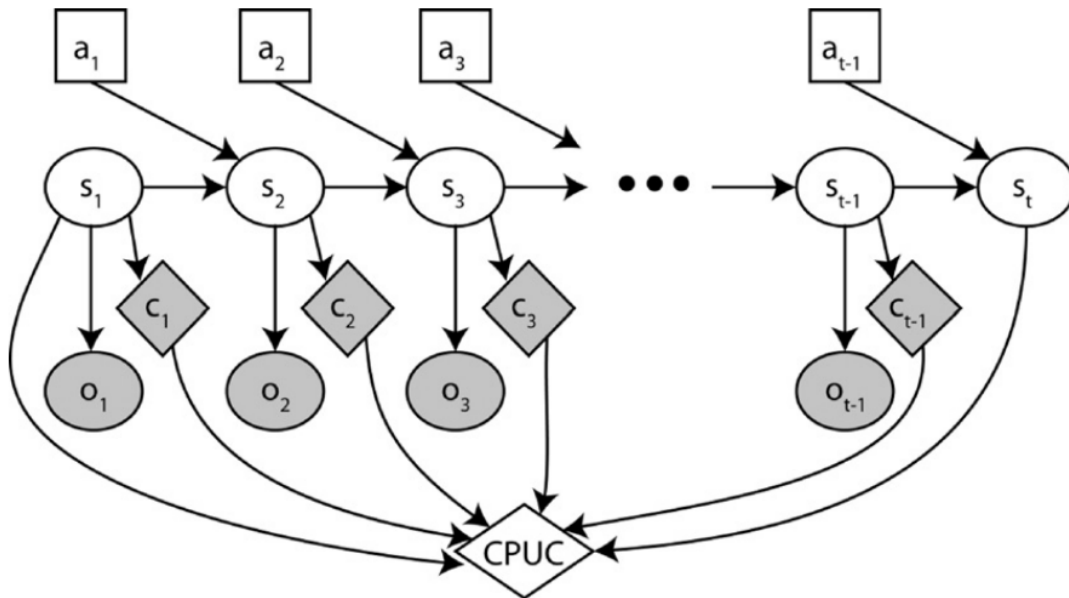 a₁ a₂ a₃ aₜ₋₁
s₁ s₂ s₃ ••• sₜ₋₁ sₜ
c₁ c₂ c₃ cₜ₋₁
o₁ o₂ o₃ oₜ₋₁
CPUC